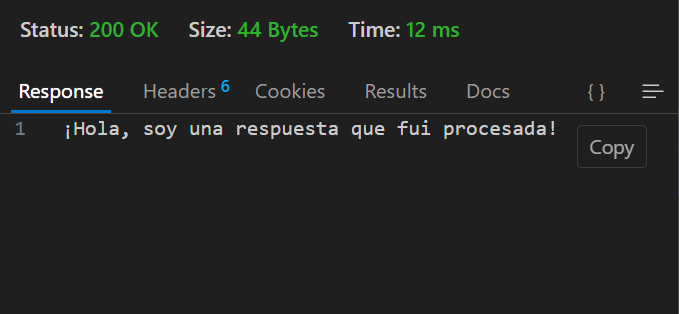 Status: 200 OK Size: 44 Bytes Time: 12 ms
Response Headers 6 Cookies Results Docs { }
1 ¡Hola, soy una respuesta que fui procesada!
Copy